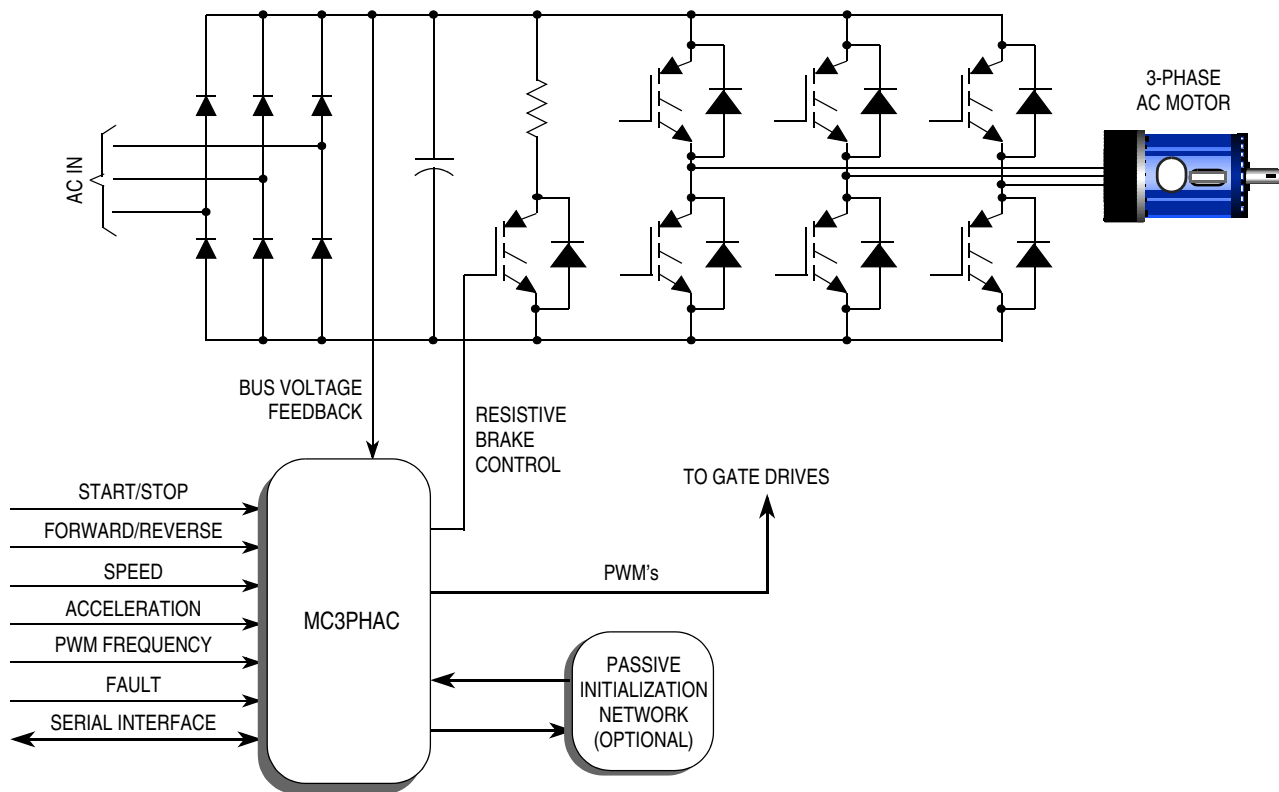 3-PHASE
AC MOTOR
AC IN
BUS VOLTAGE
FEEDBACK
RESISTIVE
BRAKE
CONTROL
TO GATE DRIVES
START/STOP
FORWARD/REVERSE
SPEED
ACCELERATION
PWM FREQUENCY
FAULT
SERIAL INTERFACE
MC3PHAC
PWM's
PASSIVE
INITIALIZATION
NETWORK
(OPTIONAL)